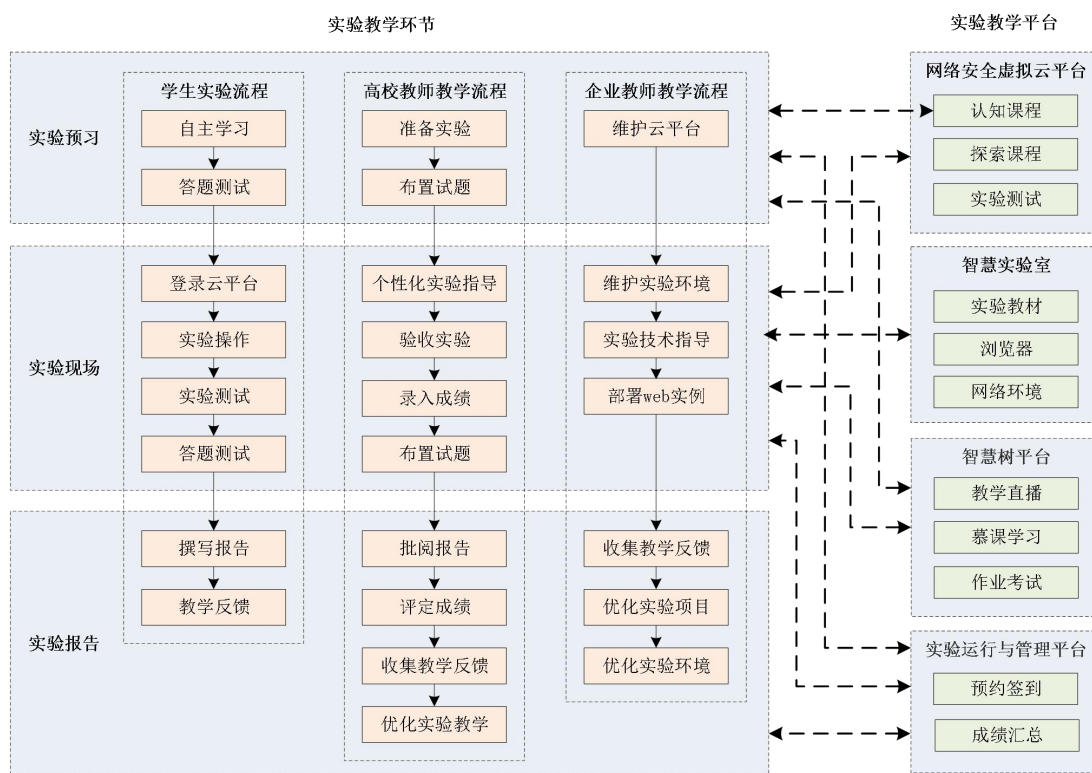 实验教学环节
实验教学平台
实验预习
学生实验流程
自主学习
答题测试
高校教师教学流程
准备实验
布置试题
企业教师教学流程
维护云平台
实验现场
登录云平台
实验操作
实验测试
答题测试
个性化实验指导
验收实验
录入成绩
布置试题
维护实验环境
实验技术指导
部署web实例
实验报告
撰写报告
教学反馈
批阅报告
评定成绩
收集教学反馈
优化实验教学
收集教学反馈
优化实验项目
优化实验环境
网络安全虚拟云平台
认知课程
探索课程
实验测试
智慧实验室
实验教材
浏览器
网络环境
智慧树平台
教学直播
慕课学习
作业考试
实验运行与管理平台
预约签到
成绩汇总